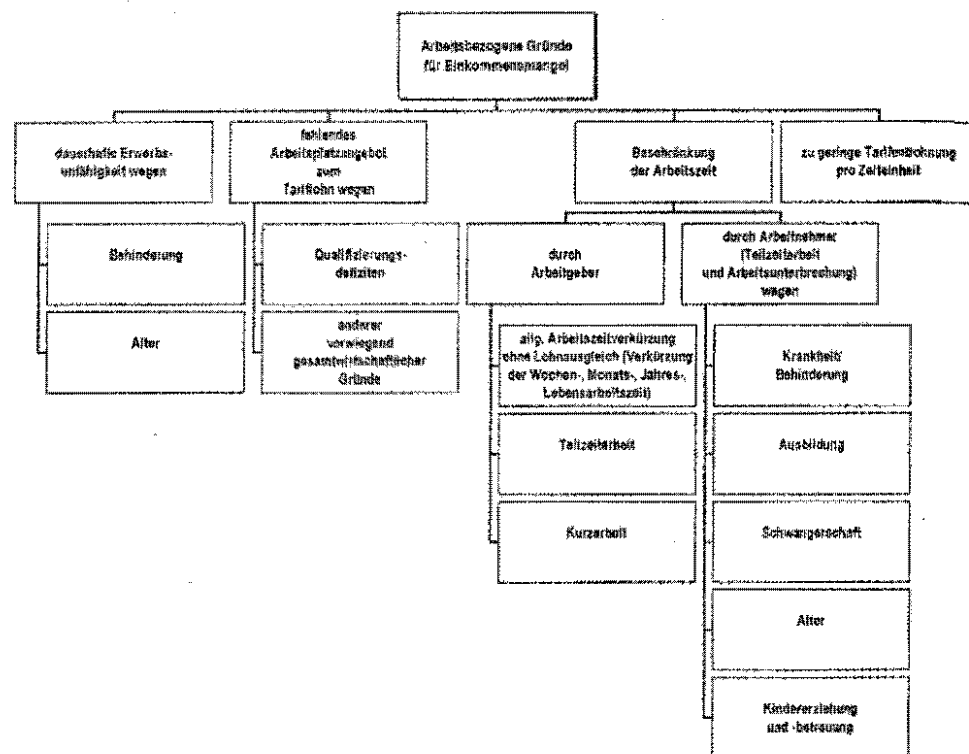 Arbeitsbezogene Gründe
für Einkommensmangel
dauerhafte Erwerbs-
unfähigkeit wegen
Behinderung
Alter
fehlendes
Arbeitsplatzangebot
zum
Tariflohn wegen
Qualifizierungs-
defiziten
anderer
vorwiegend
gesamtwirtschaftlicher
Gründe
Beschränkung
der Arbeitszeit
durch
Arbeitgeber
allg. Arbeitszeitverkürzung
ohne Lohnausgleich (Verkürzung
der Wochen-, Monats-, Jahres-,
Lebensarbeitszeit)
Teilzeitarbeit
Kurzarbeit
durch Arbeitnehmer
(Teilzeitarbeit
und Arbeitsunterbrechung)
wegen
Krankheit/
Behinderung
Ausbildung
Schwangerschaft
Alter
Kindererziehung
und -betreuung
zu geringe Tarifentlohnung
pro Zeiteinheit